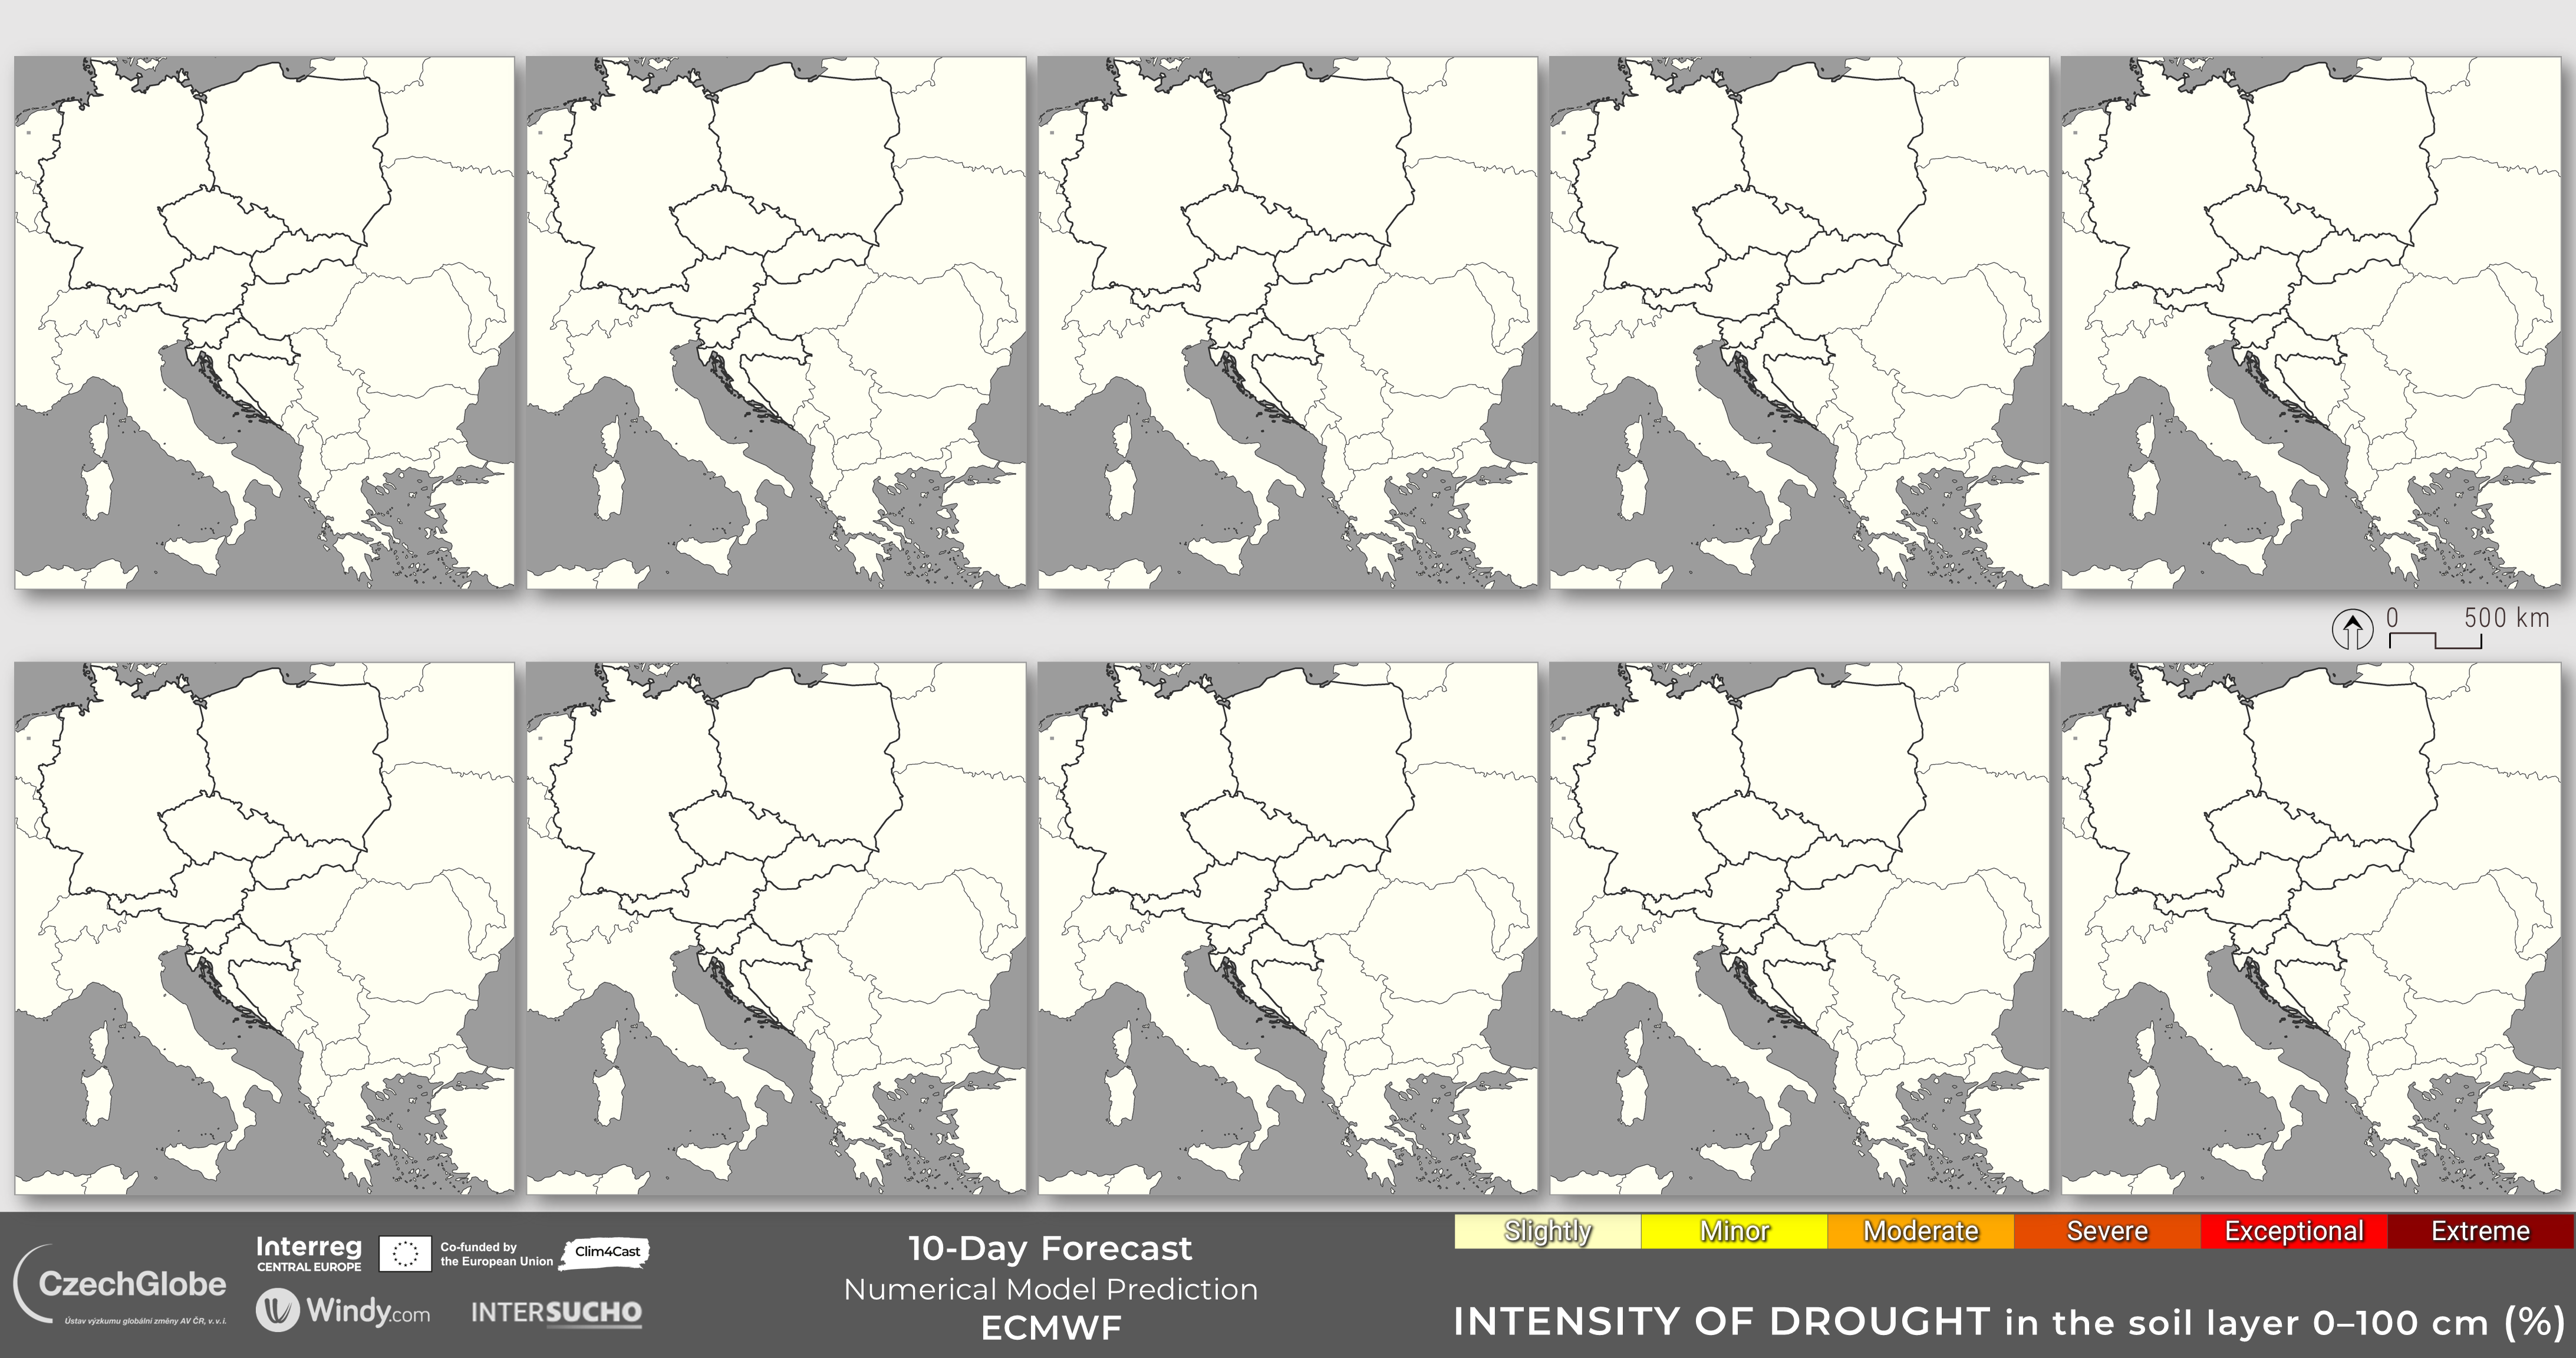 0 500 km
Slightly Minor Moderate Severe Exceptional Extreme
CzechGlobe
Ústav výzkumu globální změny AV ČR, v. v. i.
Interreg
CENTRAL EUROPE
Co-funded by
the European Union
Clim4Cast
Windy.com
INTERSUCHO
10-Day Forecast
Numerical Model Prediction
ECMWF
INTENSITY OF DROUGHT in the soil layer 0–100 cm (%)